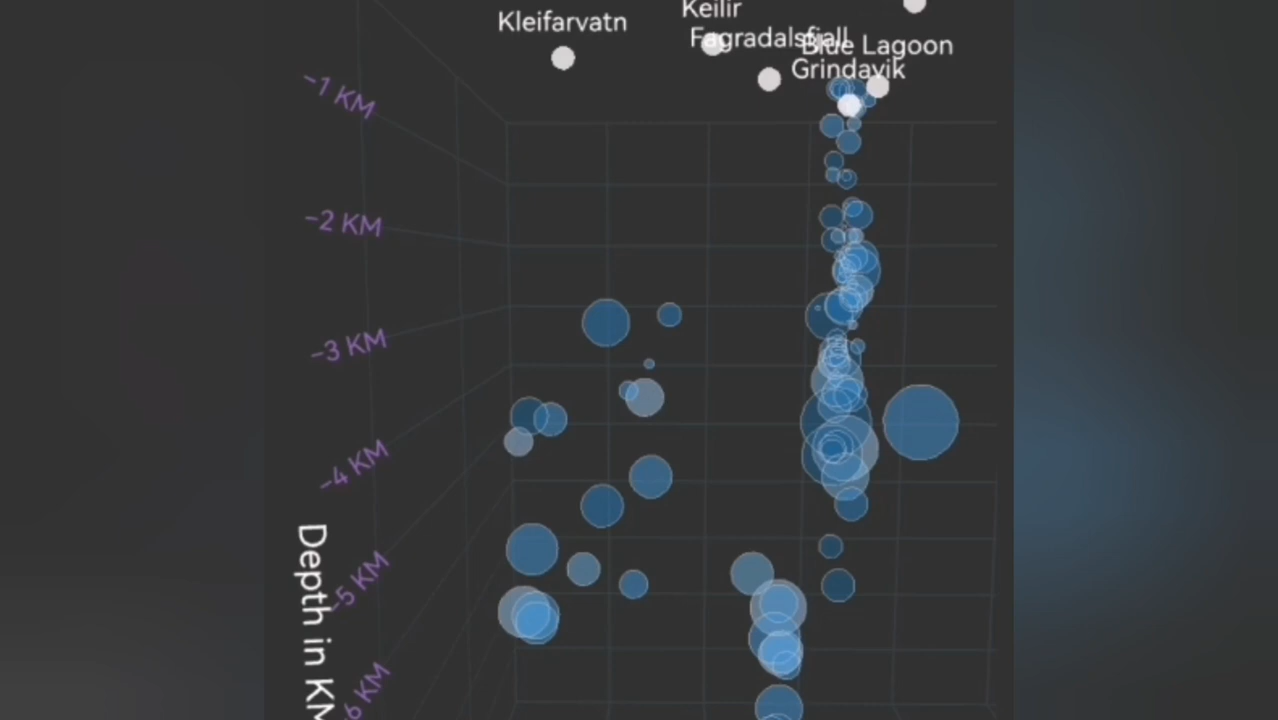 Keilir
Kleifarvatn
Fagradalsfjall
Blue Lagoon
Grindavik
-1 KM
-2 KM
-3 KM
-4 KM
-5 KM
6 KM
Depth in KM